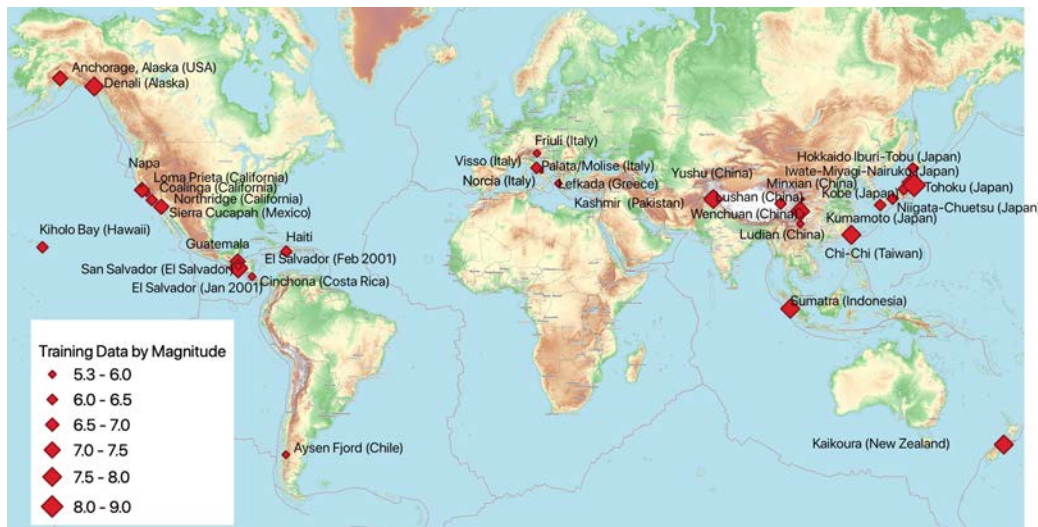 Anchorage, Alaska (USA)
Denali (Alaska)
Napa
Loma Prieta (California)
Coalinga (California)
Northridge (California)
Sierra Cucapah (Mexico)
Kiholo Bay (Hawaii)
Guatemala
Haiti
El Salvador (Feb 2001)
San Salvador (El Salvador)
Cinchona (Costa Rica)
El Salvador (Jan 2001)
Friuli (Italy)
Visso (Italy)
Palata/Molise (Italy)
Norcia (Italy)
Lefkada (Greece)
Yushu (China)
Kashmir (Pakistan)
Hokkaido Iburi-Tobu (Japan)
Iwate-Miyagi-Nairuko (Japan)
Minxian (China)
Tohoku (Japan)
Lushan (China)
Kobe (Japan)
Niigata-Chuetsu (Japan)
Wenchuan (China)
Kumamoto (Japan)
Ludian (China)
Chi-Chi (Taiwan)
Sumatra (Indonesia)
Aysen Fjord (Chile)
Kaikoura (New Zealand)
Training Data by Magnitude
5.3 - 6.0
6.0 - 6.5
6.5 - 7.0
7.0 - 7.5
7.5 - 8.0
8.0 - 9.0